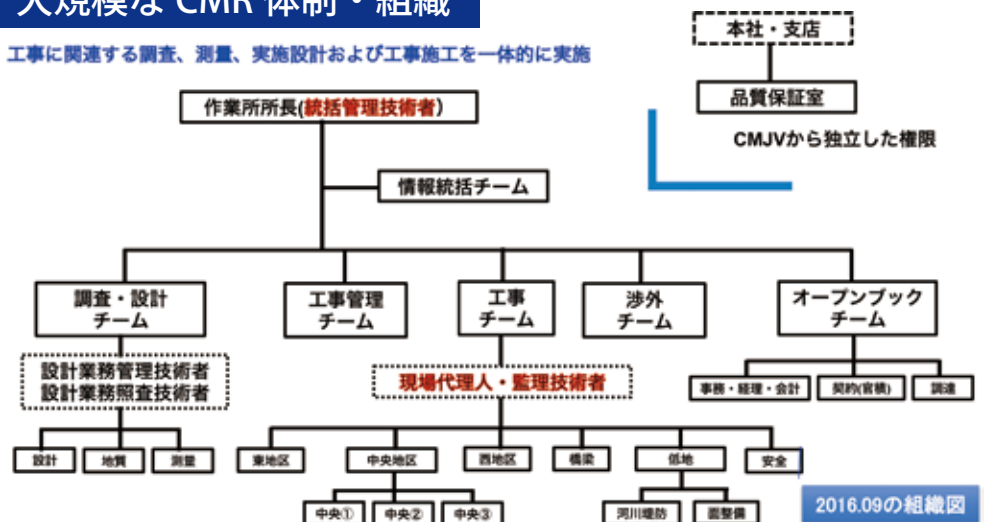 大規模な CMR 体制・組織
工事に関連する調査、測量、実施設計および工事施工を一体的に実施
本社・支店
品質保証室
CMJVから独立した権限
作業所所長(統括管理技術者)
情報統括チーム
調査・設計
チーム
工事管理
チーム
工事
チーム
渉外
チーム
オープンブック
チーム
設計業務管理技術者
設計業務照査技術者
現場代理人・監理技術者
事務・経理・会計
契約(官積)
調達
設計
地質
測量
東地区
中央地区
西地区
橋梁
低地
安全
中央①
中央②
中央③
河川堤防
面整備
2016.09の組織図